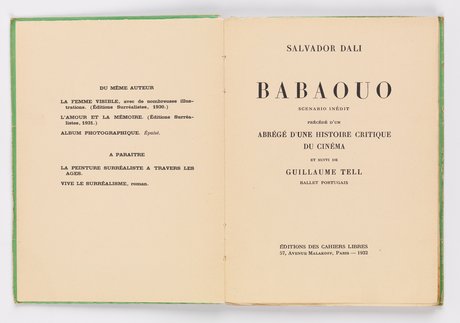 DU MÊME AUTEUR
LA FEMME VISIBLE, avec de nombreuses illus-
trations. (Éditions Surréalistes, 1930.)
L'AMOUR ET LA MÉMOIRE. (Éditions Surréa-
listes, 1931.)
ALBUM PHOTOGRAPHIQUE. Épuisé.
A PARAITRE
LA PEINTURE SURRÉALISTE A TRAVERS LES
AGES.
VIVE LE SURRÉALISME, roman.
SALVADOR DALI
BABAOUO
SCENARIO INÉDIT
PRÉCÉDÉ D'UN
ABRÉGÉ D'UNE HISTOIRE CRITIQUE
DU CINÉMA
ET SUIVI DE
GUILLAUME TELL
BALLET PORTUGAIS
ÉDITIONS DES CAHIERS LIBRES
57, AVENUE MALAKOFF, PARIS — 1932